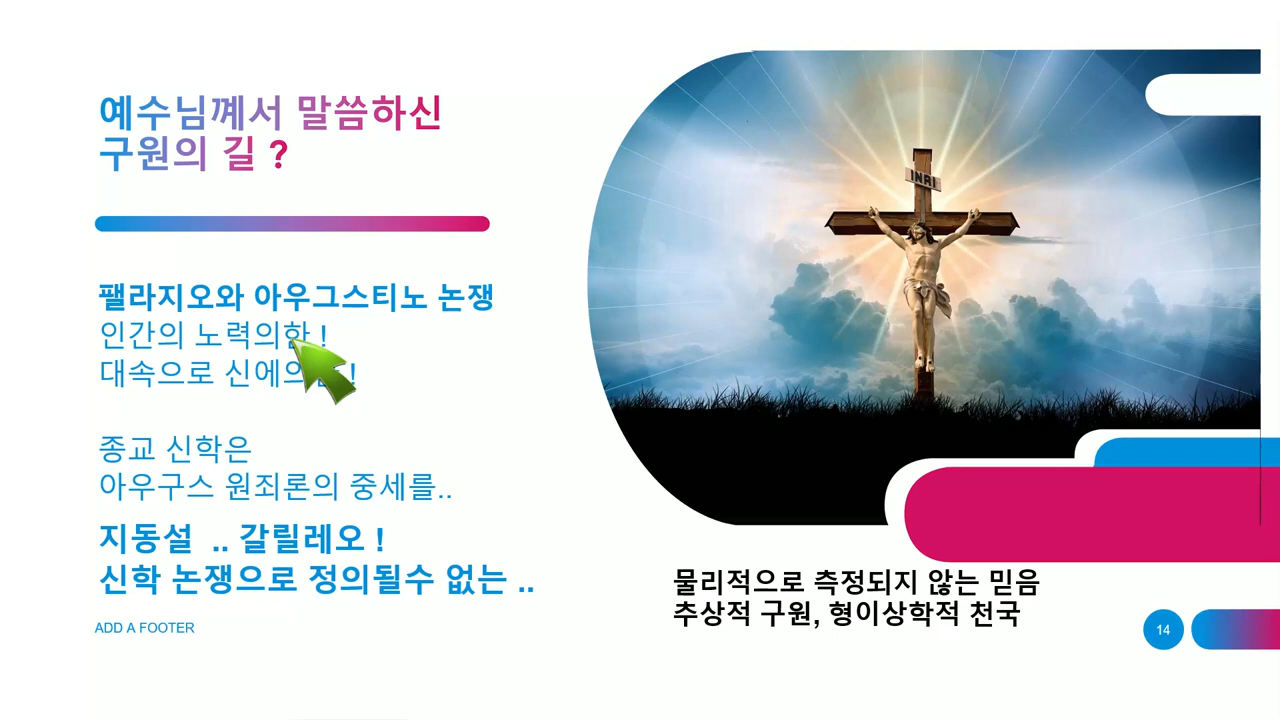 예수님꼐서 말씀하신
구원의 길 ?
팰라지오와 아우그스티노 논쟁
인간의 노력의한 !
대속으로 !
종교 신학은
아우구스 원죄론의 중세를..
지동설 .. 갈릴레오 !
신학 논쟁으로 정의될수 없는 ..
ADD A FOOTER
INRI
물리적으로 측정되지 않는 믿음
추상적 구원, 형이상학적 천국
14